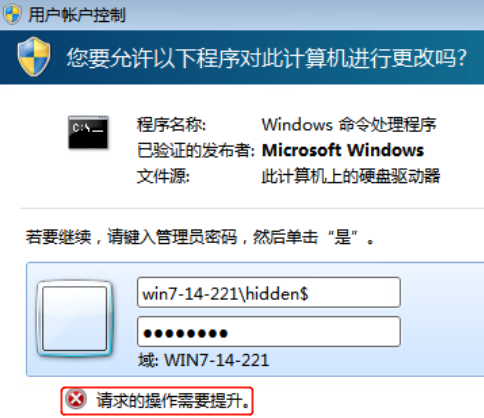 用户帐户控制
您要允许以下程序对此计算机进行更改吗？
C:\_
程序名称: Windows 命令处理程序
已验证的发布者: Microsoft Windows
文件源: 此计算机上的硬盘驱动器
若要继续，请键入管理员密码，然后单击“是”。
win7-14-221\hidden$
●●●●●●●●
域: WIN7-14-221
请求的操作需要提升。